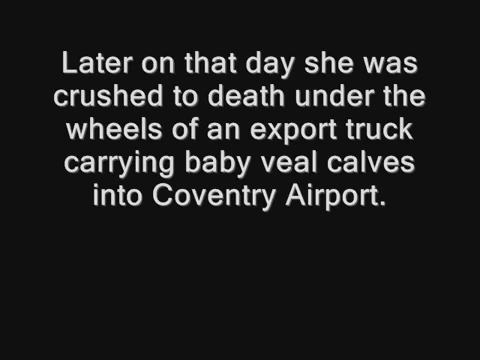 Later on that day she was
crushed to death under the
wheels of an export truck
carrying baby veal calves
into Coventry Airport.